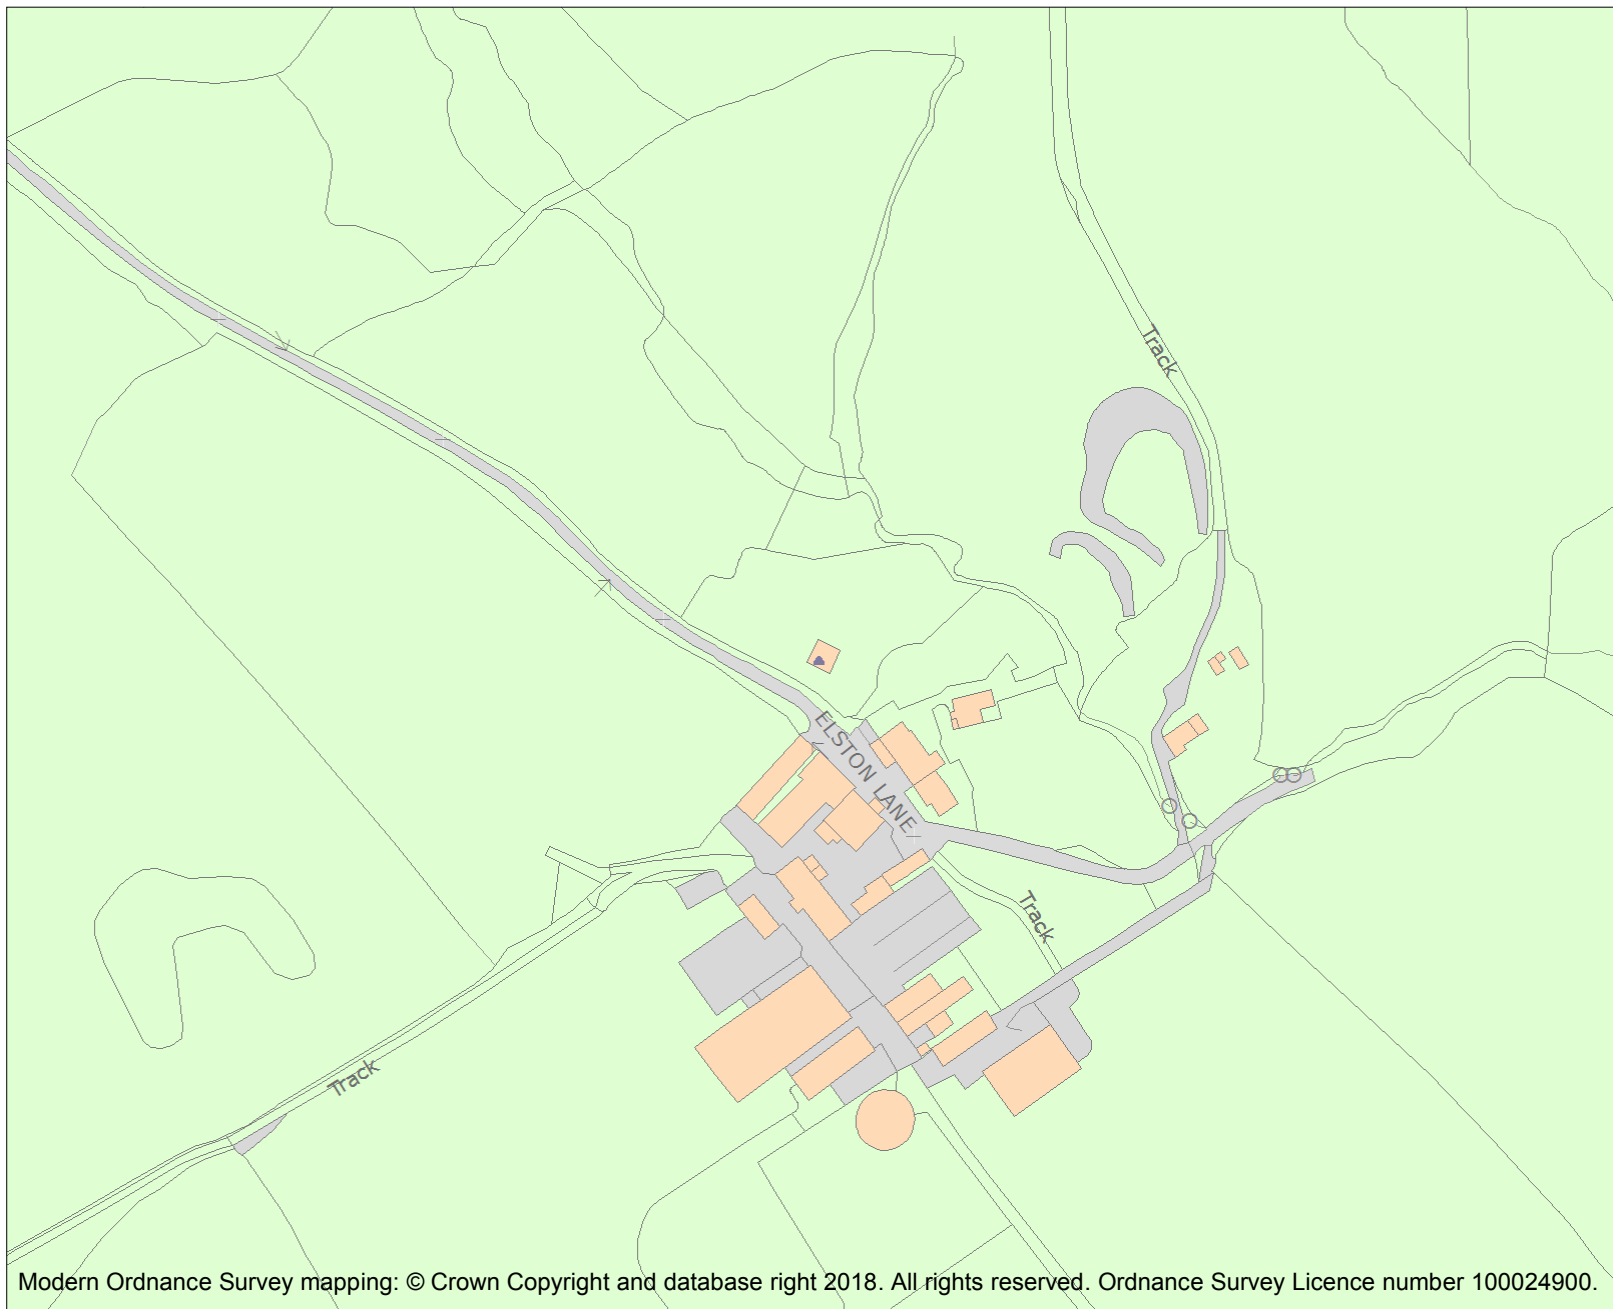 Track
ELSTON LANE
Track
Track
Modern Ordnance Survey mapping: © Crown Copyright and database right 2018. All rights reserved. Ordnance Survey Licence number 100024900.